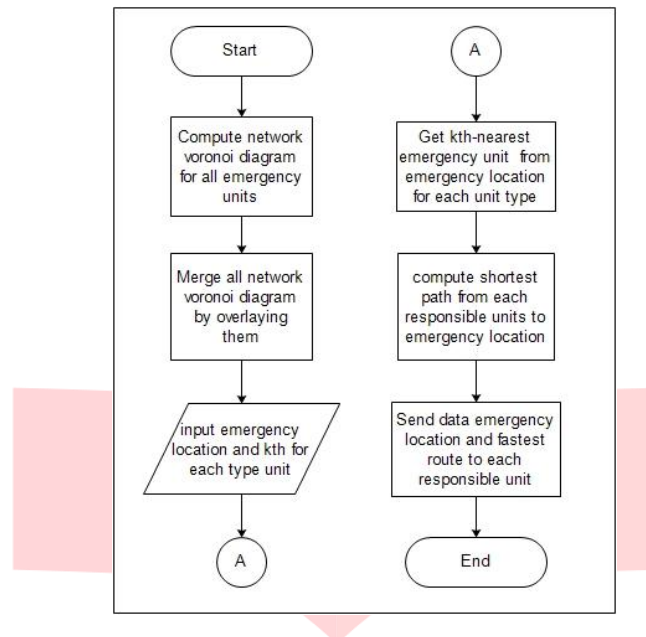 Start
Compute network
voronoi diagram
for all emergency
units
Merge all network
voronoi diagram
by overlaying
them
input emergency
location and kth for
each type unit
A
A
Get kth-nearest
emergency unit from
emergency location
for each unit type
compute shortest
path from each
responsible units to
emergency location
Send data emergency
location and fastest
route to each
responsible unit
End